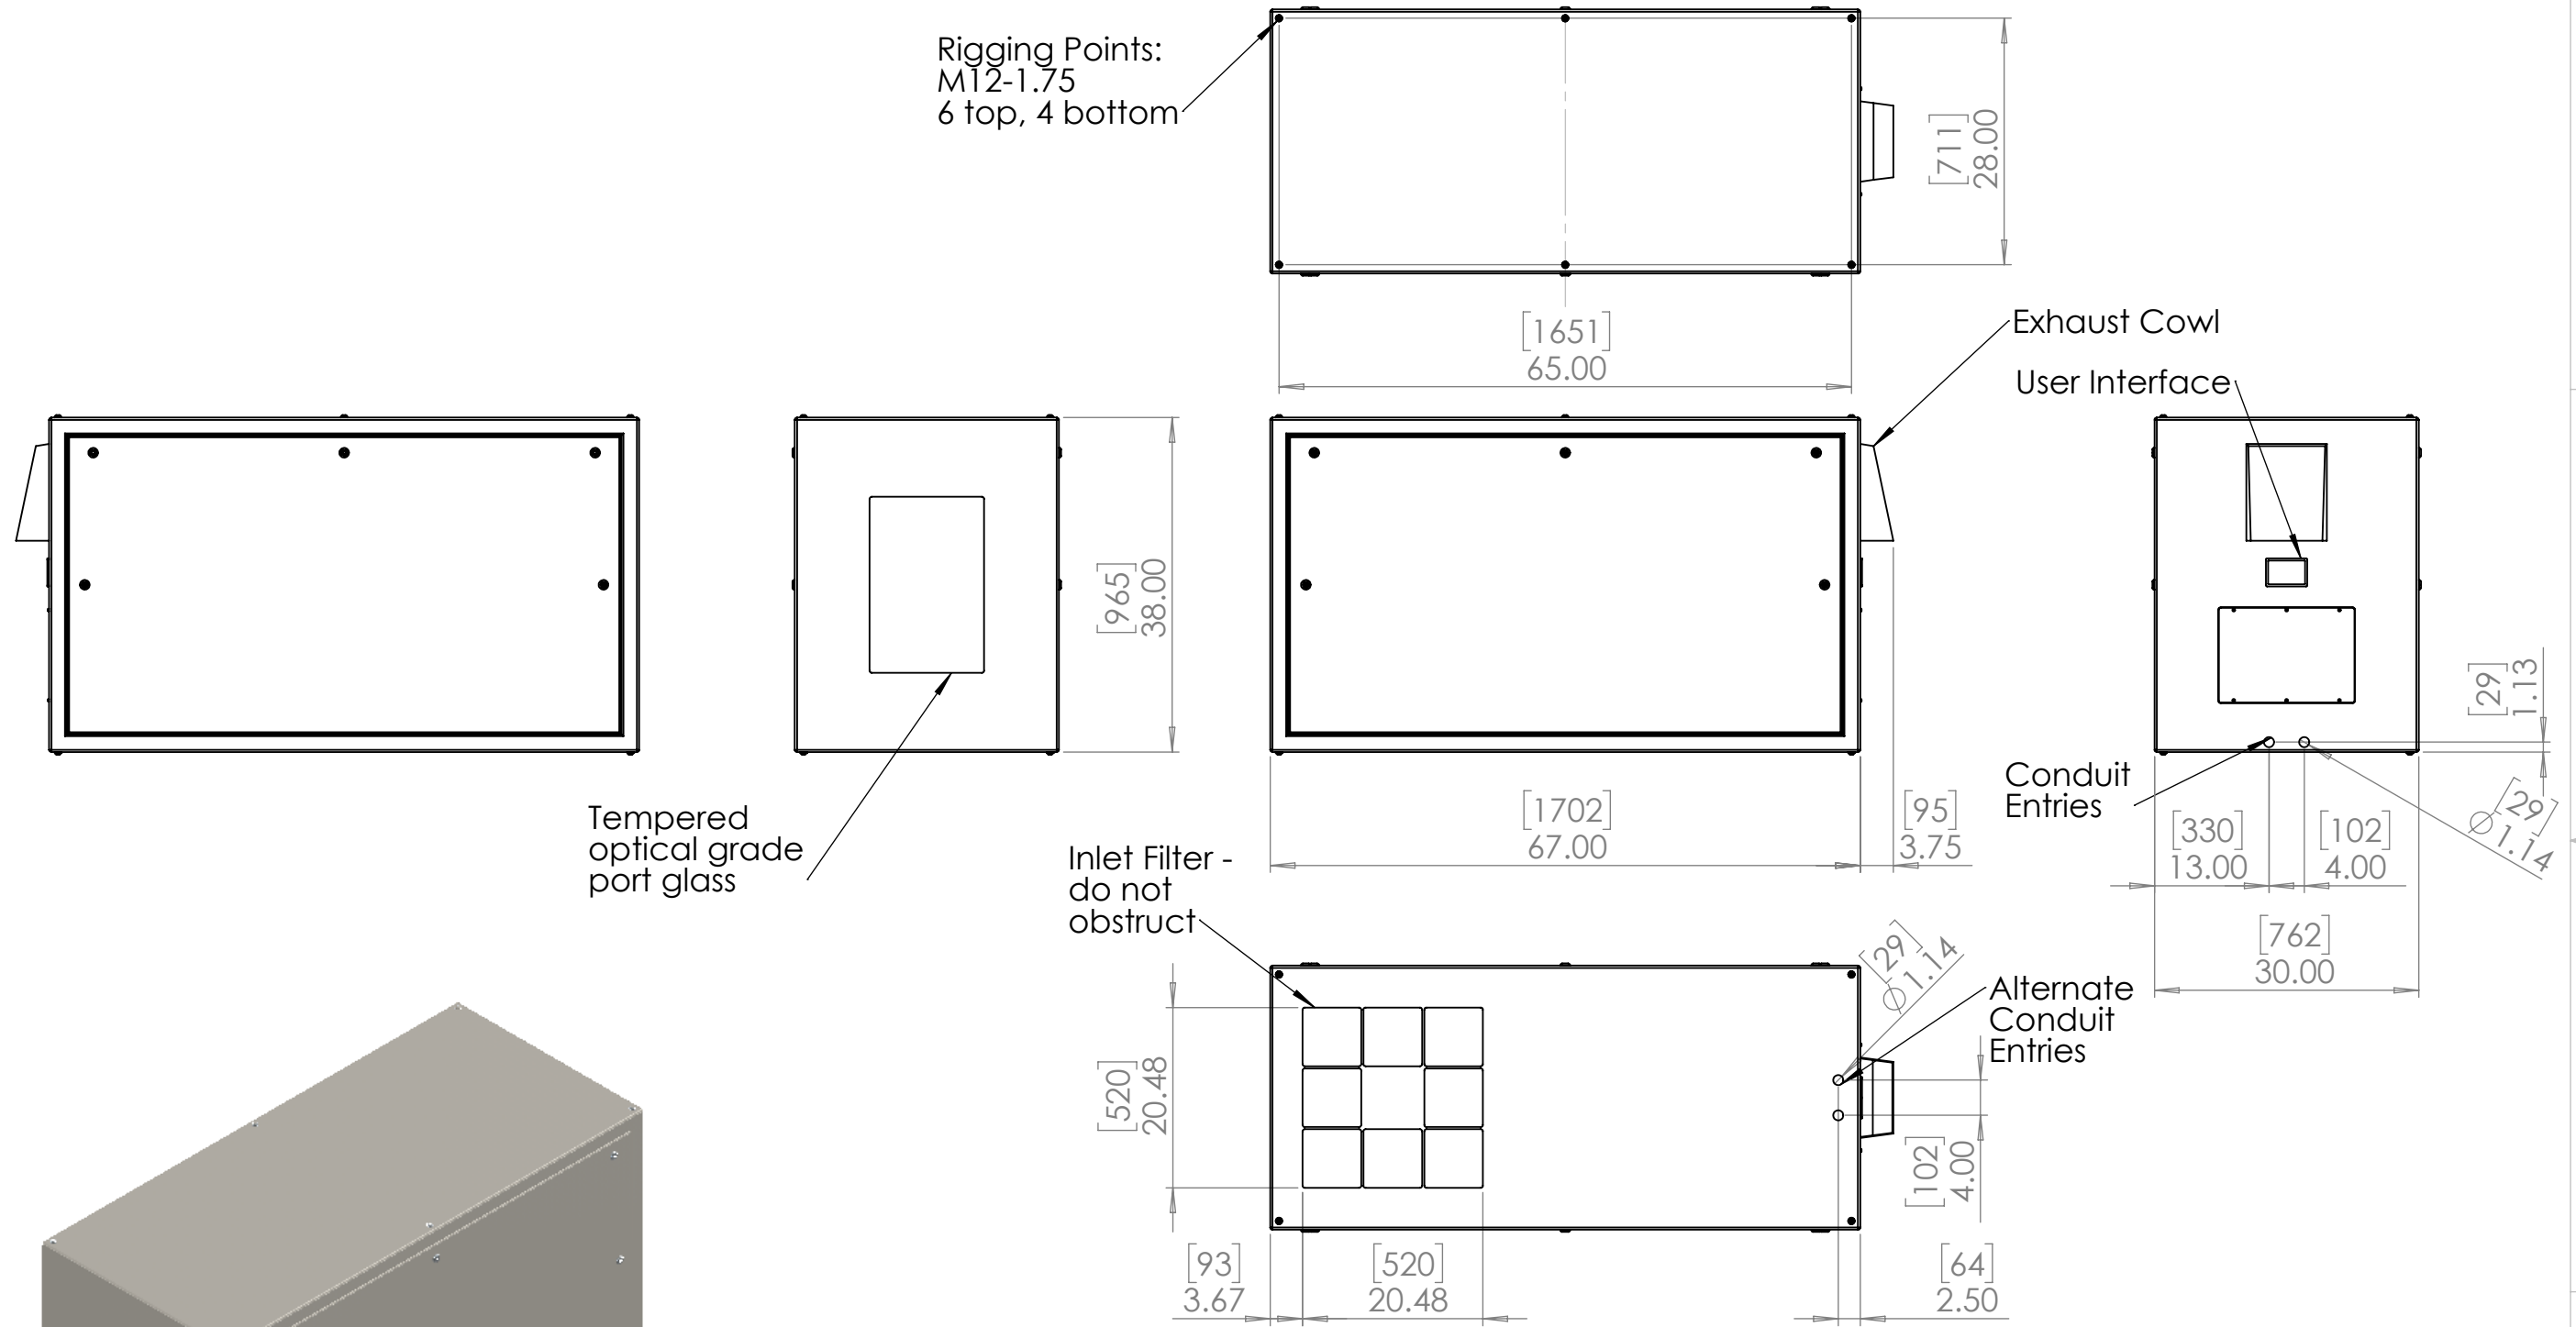 Rigging Points:
M12-1.75
6 top, 4 bottom
[711]
28.00
[1651]
65.00
Exhaust Cowl
User Interface
[965]
38.00
[29]
1.13
Tempered
optical grade
port glass
[1702]
67.00
[95]
3.75
Conduit
Entries
[330]
13.00
[102]
4.00
[29]
∅1.14
[762]
30.00
Inlet Filter -
do not
obstruct
[29]
∅1.14
Alternate
Conduit
Entries
[520]
20.48
[102]
4.00
[93]
3.67
[520]
20.48
[64]
2.50